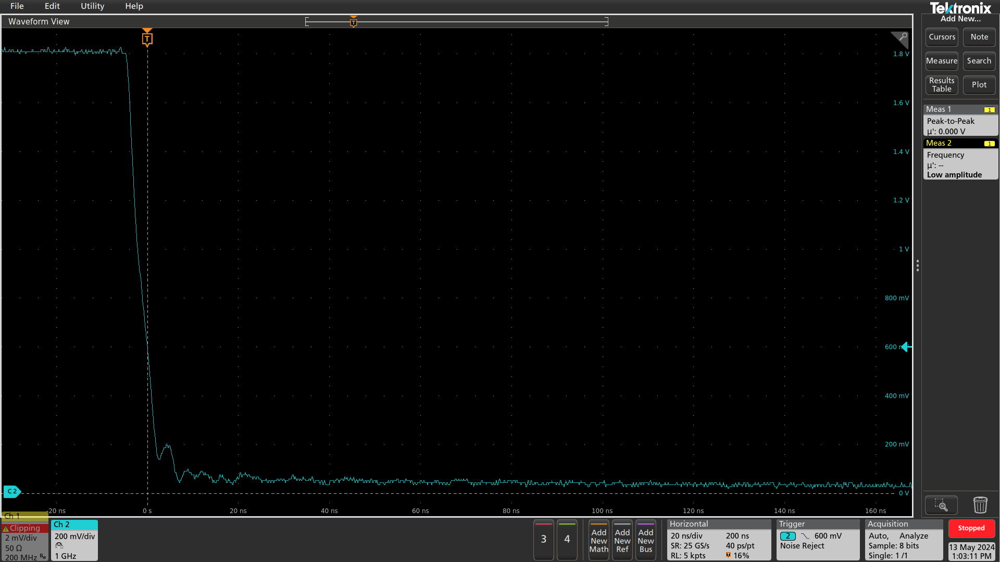 File Edit Utility Help
Tektronix
Waveform View
Add New...
T
T
Cursors Note
Measure Search
Results Table Plot
Meas 1 1
Peak-to-Peak
µ': 0.000 V
Meas 2 1
Frequency
µ': --
Low amplitude
1.8 V
1.6 V
1.4 V
1.2 V
1 V
800 mV
600 m
400 mV
200 mV
0 V
C 2
-20 ns 0 s 20 ns 40 ns 60 ns 80 ns 100 ns 120 ns 140 ns 160 ns
Ch 1
Clipping
2 mV/div
50 Ω
200 MHz BW
Ch 2
200 mV/div
1 GHz
3
4
Add New Math
Add New Ref
Add New Bus
Horizontal
20 ns/div 200 ns
SR: 25 GS/s 40 ps/pt
RL: 5 kpts T 16%
Trigger
2 600 mV
Noise Reject
Acquisition
Auto, Analyze
Sample: 8 bits
Single: 1 /1
Stopped
13 May 2024
1:03:11 PM